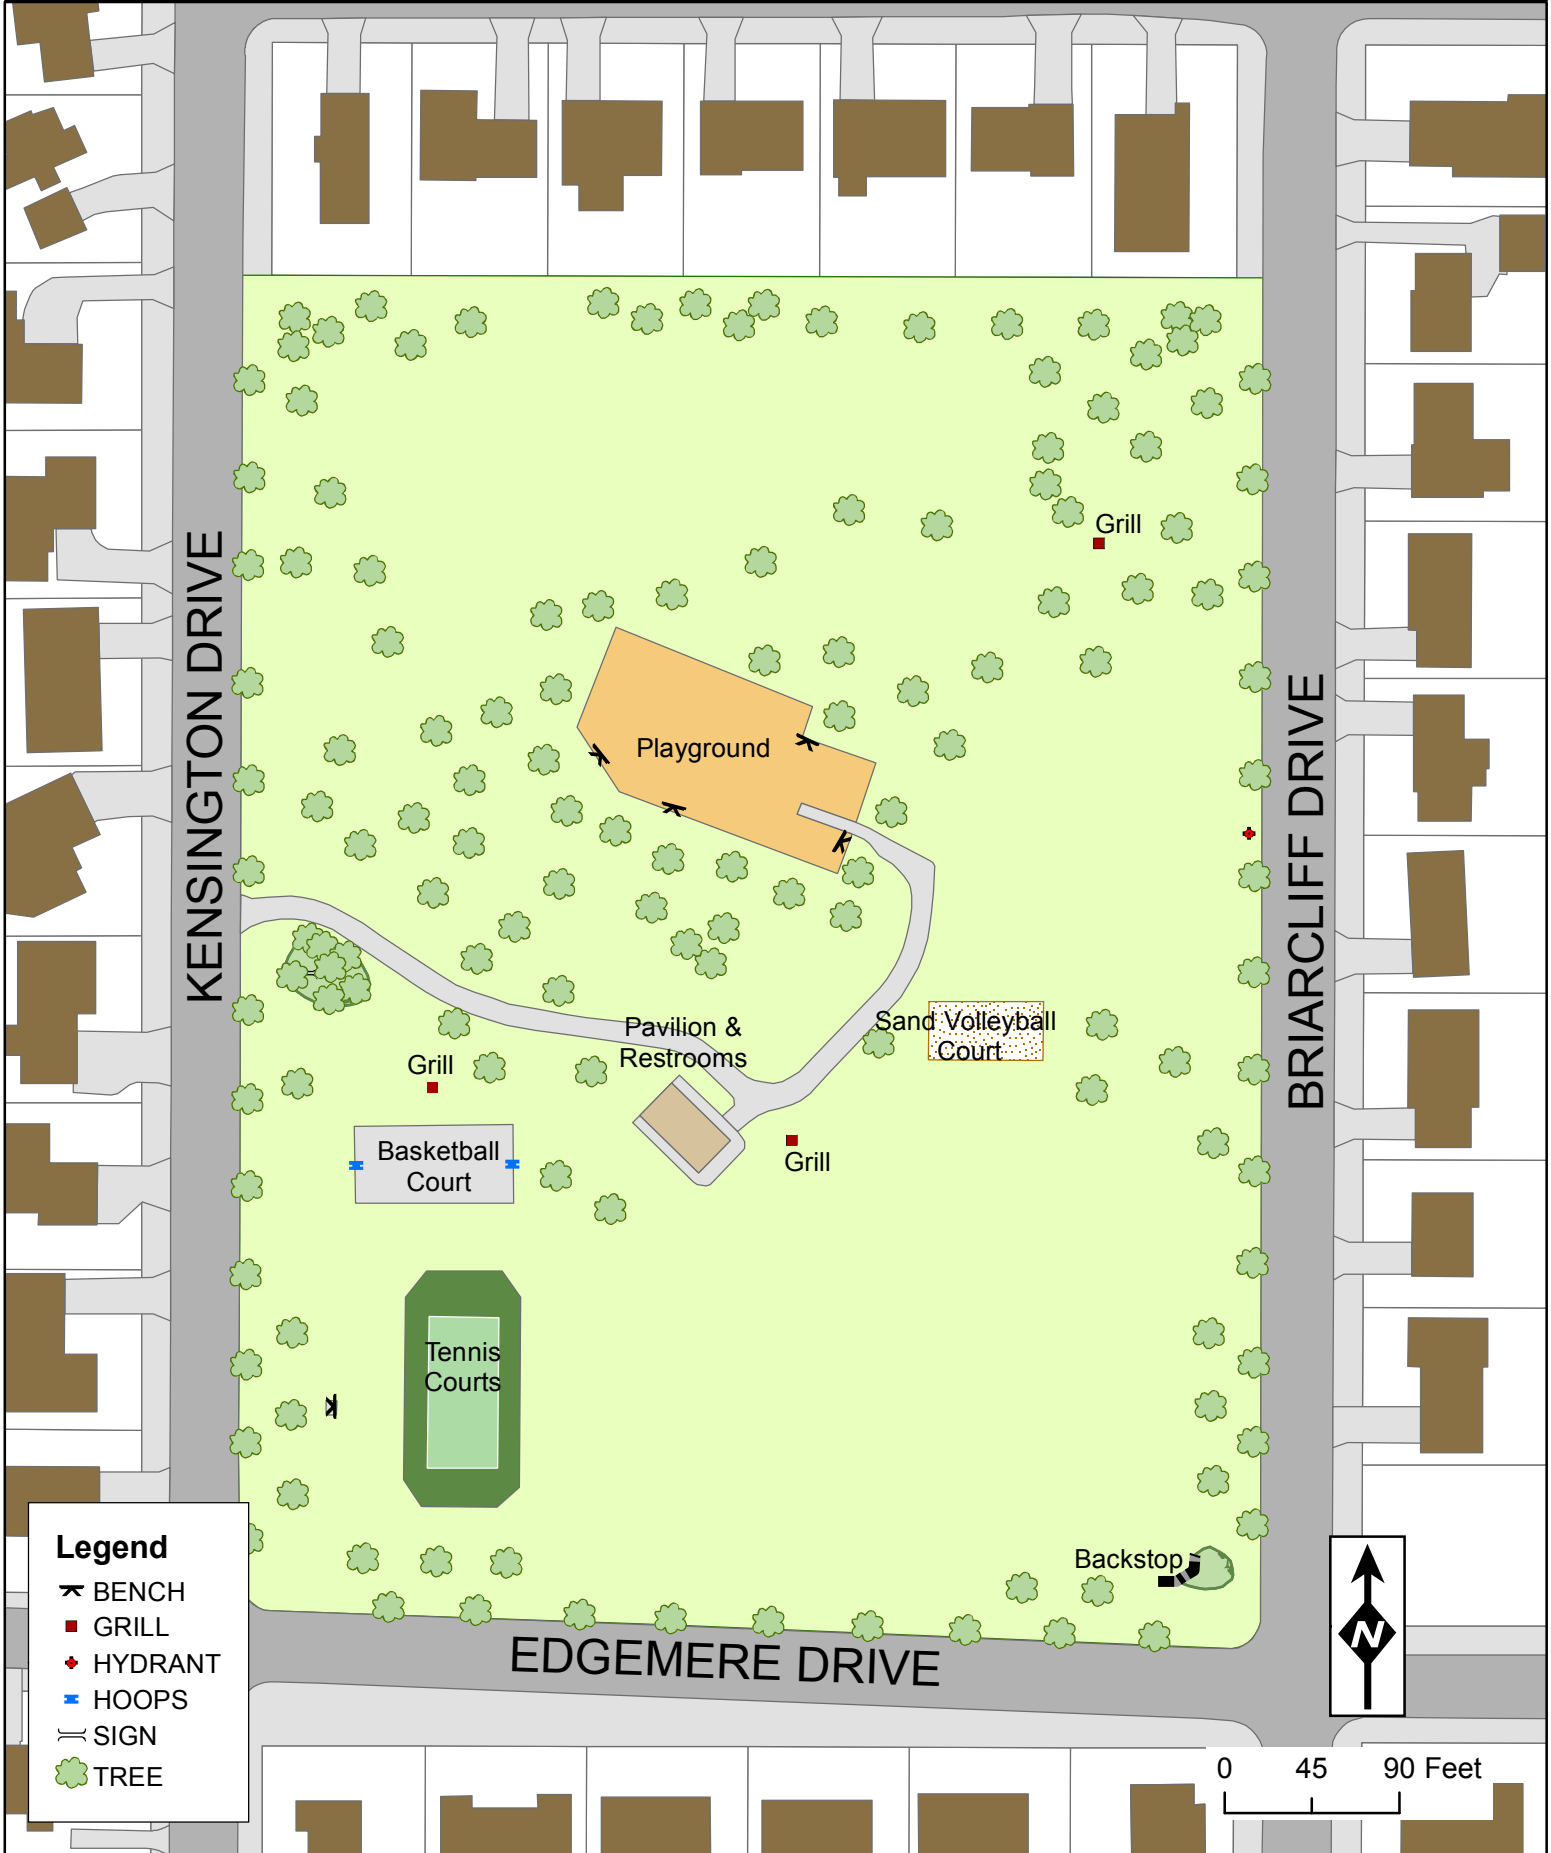 Grill
KENSINGTON DRIVE
BRIARCLIFF DRIVE
Playground
Pavilion &
Restrooms
Sand Volleyball
Court
Grill
Grill
Basketball
Court
Tennis
Courts
Backstop
EDGEMERE DRIVE
Legend
BENCH
GRILL
HYDRANT
HOOPS
SIGN
TREE
N
0 45 90 Feet